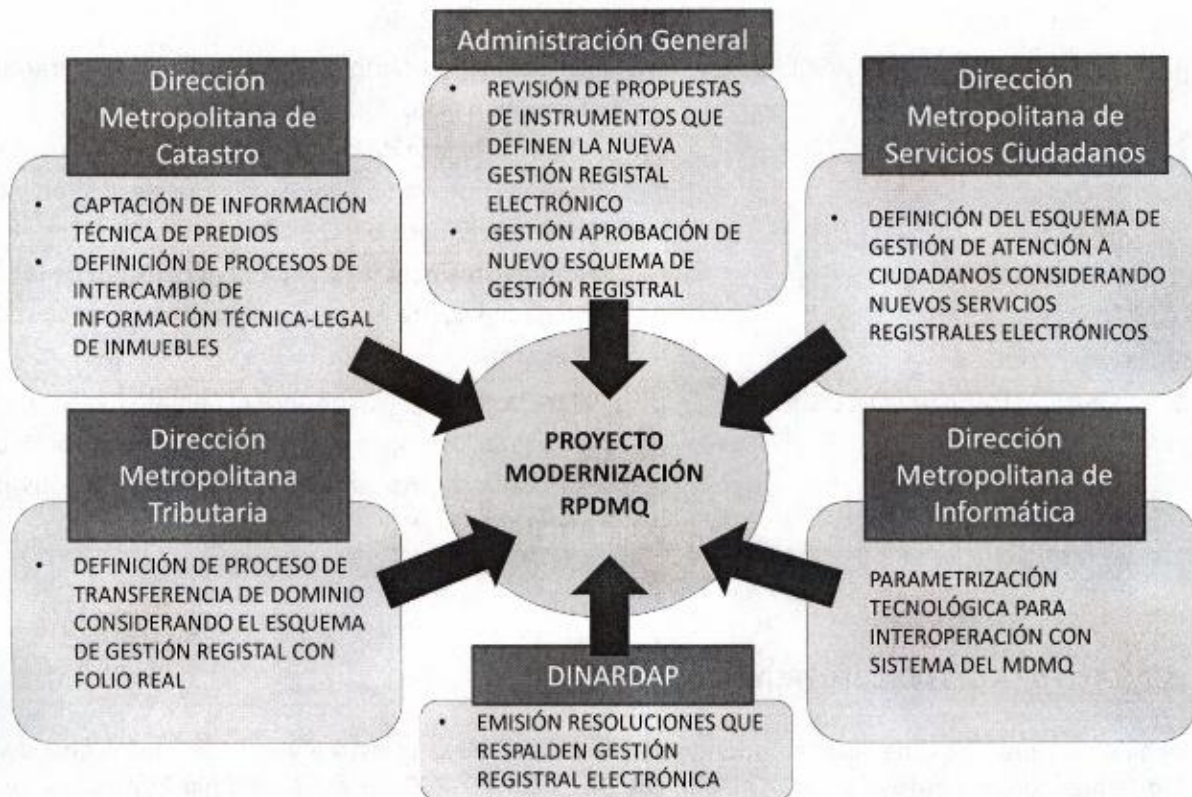 Administración General
• REVISIÓN DE PROPUESTAS
DE INSTRUMENTOS QUE
DEFINEN LA NUEVA
GESTIÓN REGISTAL
ELECTRÓNICO
• GESTIÓN APROBACIÓN DE
NUEVO ESQUEMA DE
GESTIÓN REGISTRAL
Dirección
Metropolitana de
Catastro
• CAPTACIÓN DE INFORMACIÓN
TÉCNICA DE PREDIOS
• DEFINICIÓN DE PROCESOS DE
INTERCAMBIO DE
INFORMACIÓN TÉCNICA-LEGAL
DE INMUEBLES
Dirección
Metropolitana de
Servicios Ciudadanos
• DEFINICIÓN DEL ESQUEMA DE
GESTIÓN DE ATENCIÓN A
CIUDADANOS CONSIDERANDO
NUEVOS SERVICIOS
REGISTRALES ELECTRÓNICOS
PROYECTO
MODERNIZACIÓN
RPDMQ
Dirección
Metropolitana
Tributaria
• DEFINICIÓN DE PROCESO DE
TRANSFERENCIA DE DOMINIO
CONSIDERANDO EL ESQUEMA
DE GESTIÓN REGISTAL CON
FOLIO REAL
Dirección
Metropolitana de
Informática
PARAMETRIZACIÓN
TECNOLÓGICA PARA
INTEROPERACIÓN CON
SISTEMA DEL MDMQ
DINARDAP
• EMISIÓN RESOLUCIONES QUE
RESPALDEN GESTIÓN
REGISTRAL ELECTRÓNICA